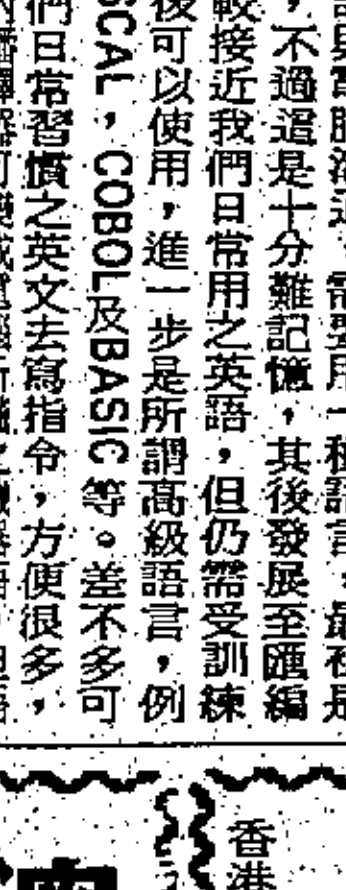 需要用一種語言，最初是
，不過這是十分難記憶，其後發展至匯編
較接近我們日常用之英語，但仍需受訓練
後可以使用，進一步是所謂高級語言，例
SCAL，COBOL及BASIC等。差不多可
們日常習慣之英文去寫指令，方便很多，
香港